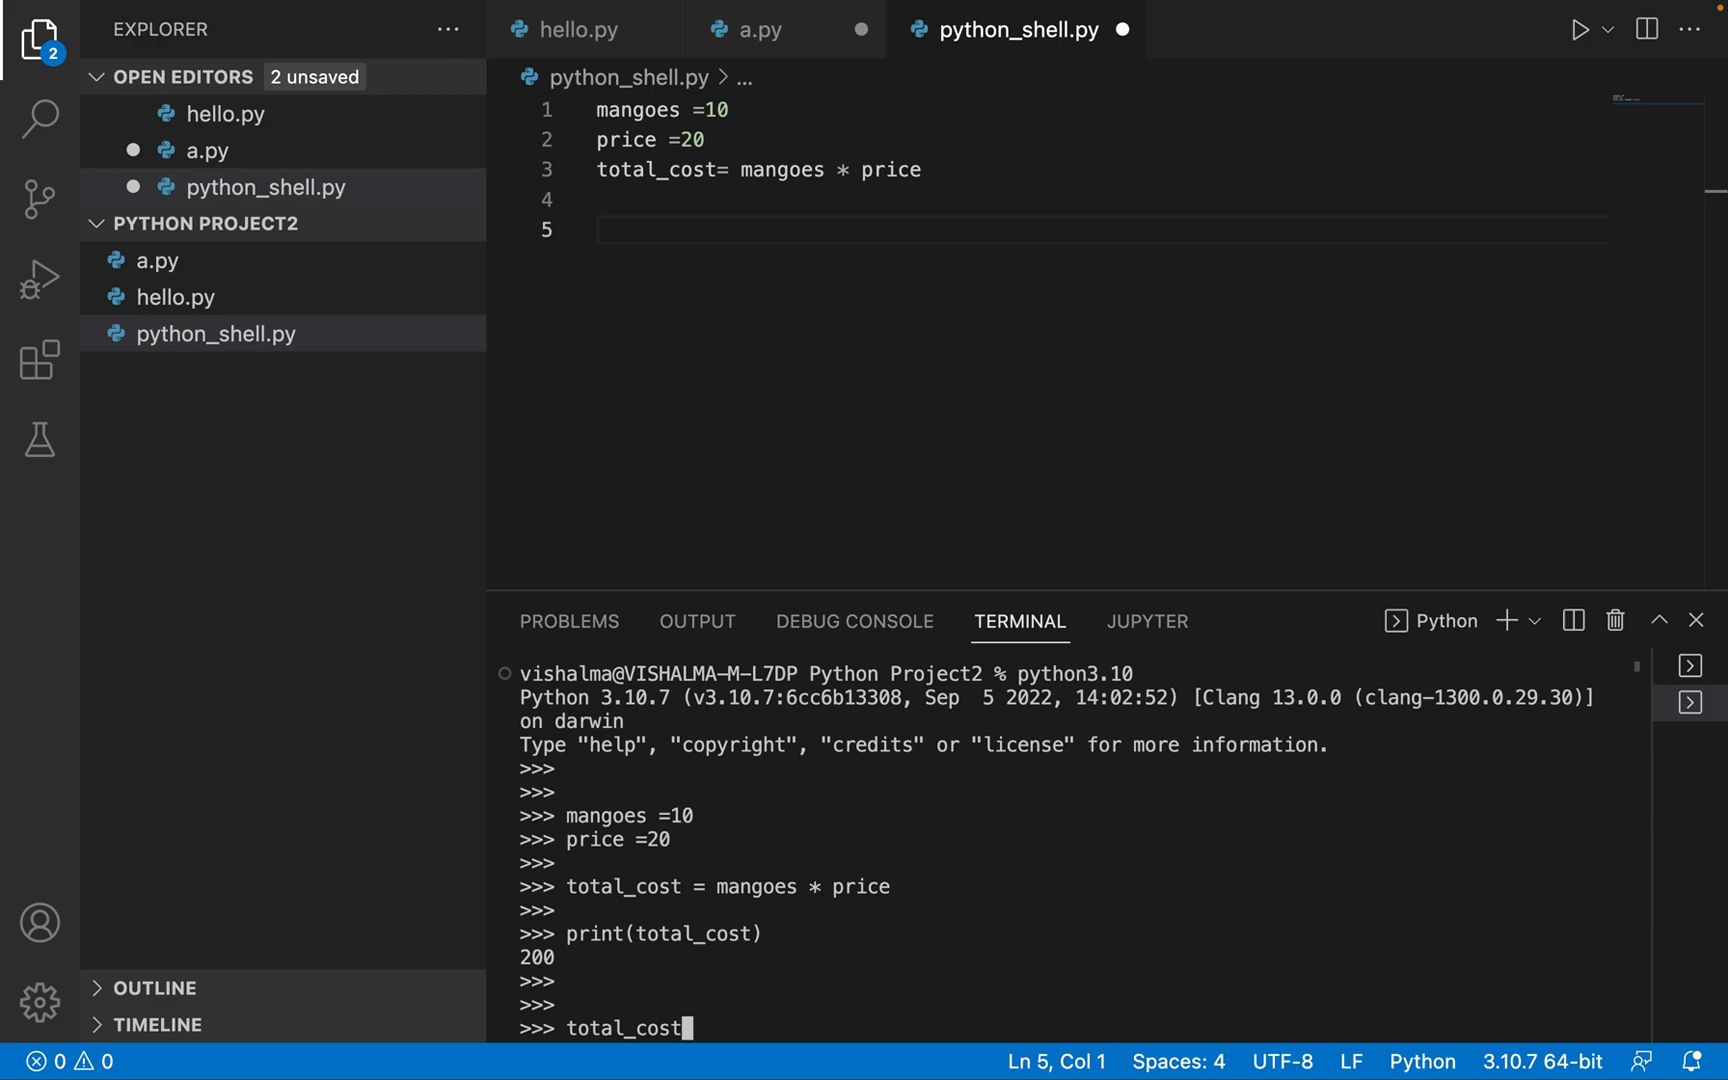 EXPLORER
OPEN EDITORS 2 unsaved
hello.py
a.py
python_shell.py
PYTHON PROJECT2
a.py
hello.py
python_shell.py
OUTLINE
TIMELINE
2
hello.py a.py python_shell.py
python_shell.py > ...
1 mangoes =10
2 price =20
3 total_cost= mangoes * price
4
5
PROBLEMS OUTPUT DEBUG CONSOLE TERMINAL JUPYTER Python
vishalma@VISHALMA-M-L7DP Python Project2 % python3.10
Python 3.10.7 (v3.10.7:6cc6b13308, Sep  5 2022, 14:02:52) [Clang 13.0.0 (clang-1300.0.29.30)]
on darwin
Type "help", "copyright", "credits" or "license" for more information.
>>>
>>>
>>> mangoes =10
>>> price =20
>>>
>>> total_cost = mangoes * price
>>>
>>> print(total_cost)
200
>>>
>>>
>>> total_cost
0 0 Ln 5, Col 1 Spaces: 4 UTF-8 LF Python 3.10.7 64-bit